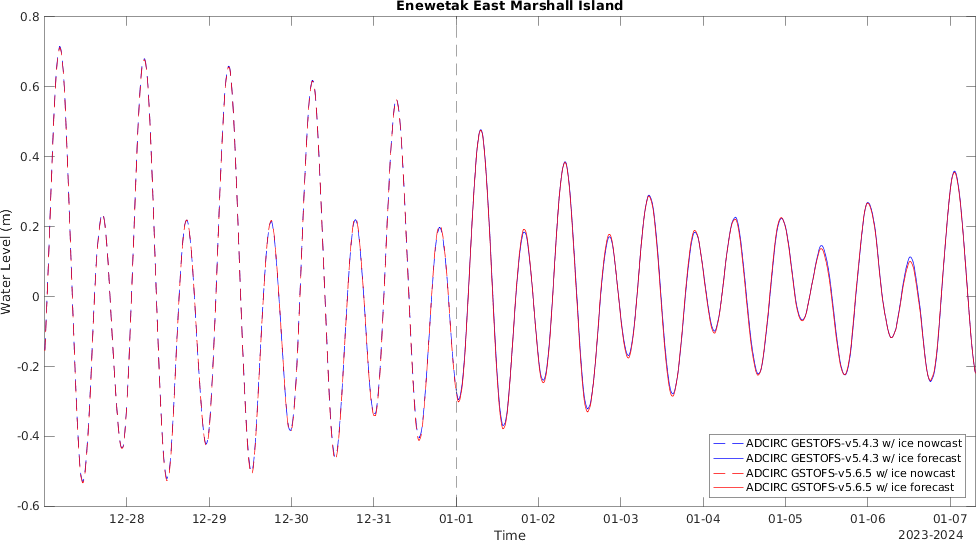 Enewetak East Marshall Island
0.8
0.6
0.4
0.2
0
-0.2
-0.4
-0.6
Water Level (m)
ADCIRC GESTOFS-v5.4.3 w/ ice nowcast
ADCIRC GESTOFS-v5.4.3 w/ ice forecast
ADCIRC GSTOFS-v5.6.5 w/ ice nowcast
ADCIRC GSTOFS-v5.6.5 w/ ice forecast
12-28 12-29 12-30 12-31 01-01 01-02 01-03 01-04 01-05 01-06 01-07
Time
2023-2024